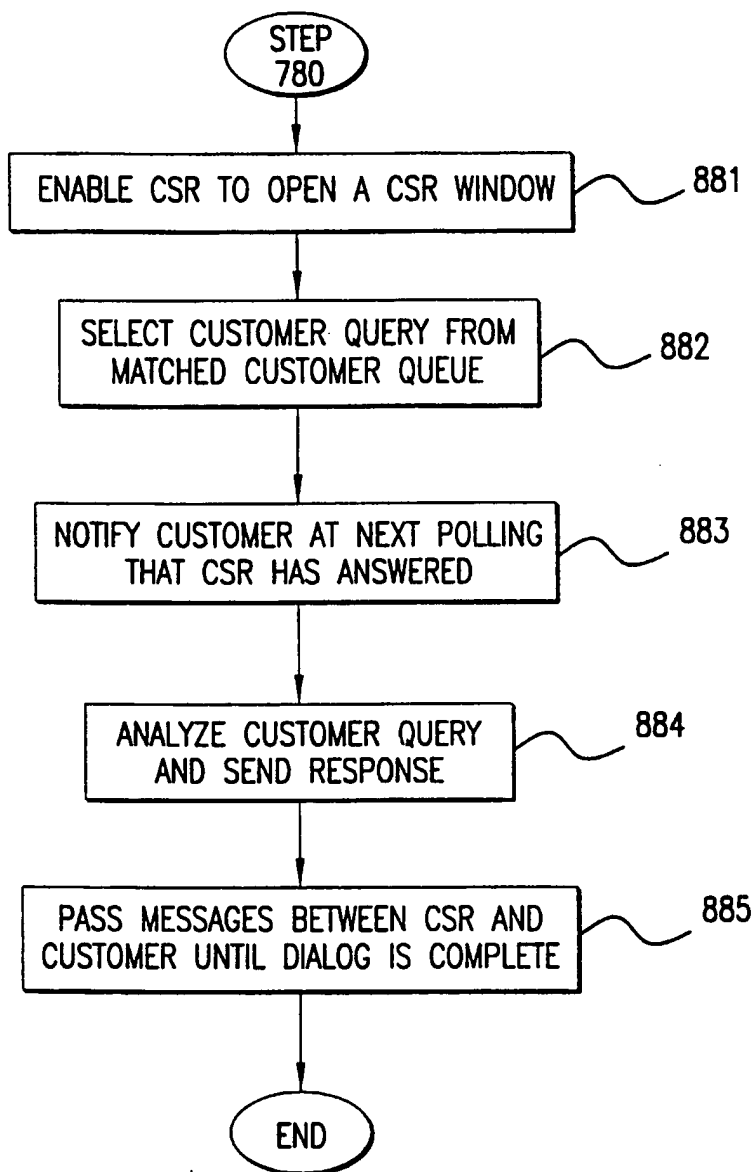 STEP
780
ENABLE CSR TO OPEN A CSR WINDOW
881
SELECT CUSTOMER QUERY FROM
MATCHED CUSTOMER QUEUE
882
NOTIFY CUSTOMER AT NEXT POLLING
THAT CSR HAS ANSWERED
883
ANALYZE CUSTOMER QUERY
AND SEND RESPONSE
884
PASS MESSAGES BETWEEN CSR AND
CUSTOMER UNTIL DIALOG IS COMPLETE
885
END